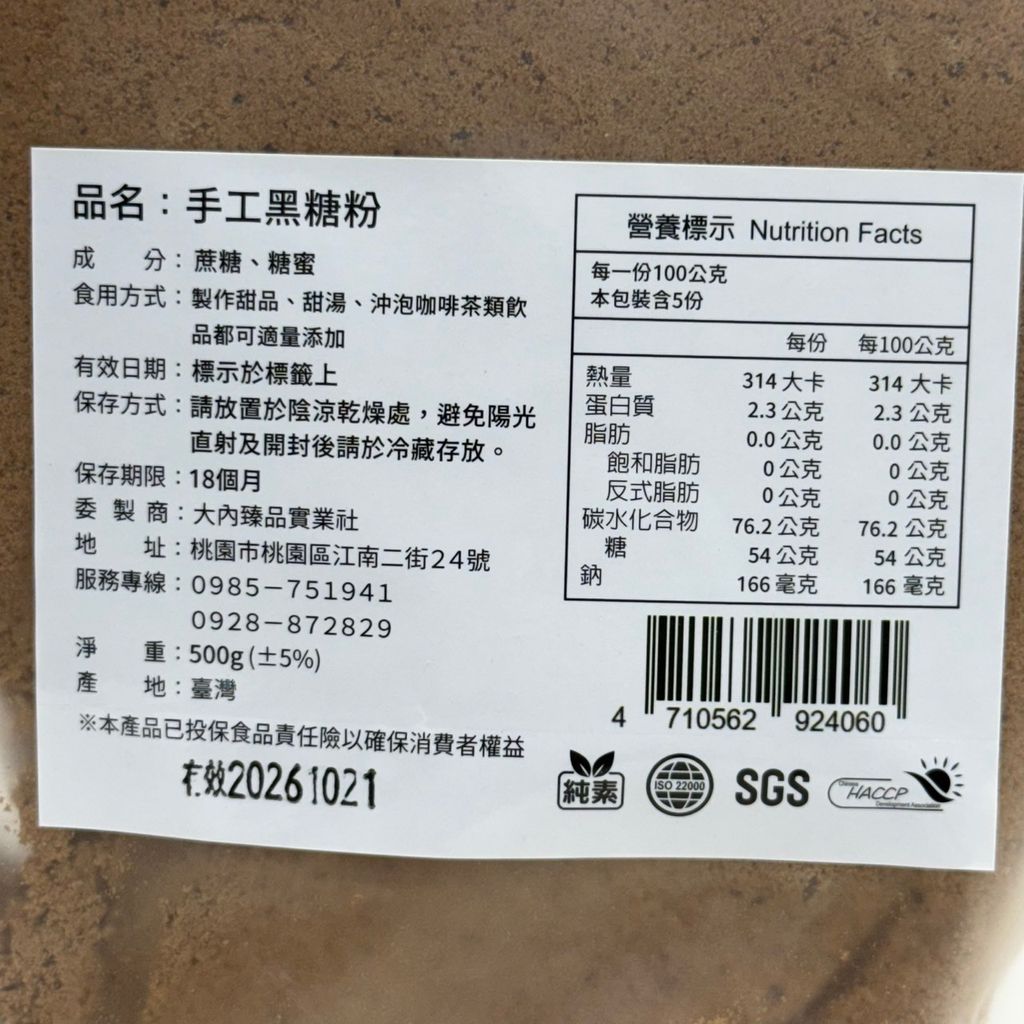 品名：手工黑糖粉
成　　分：蔗糖、糖蜜
食用方式：製作甜品、甜湯、沖泡咖啡茶類飲
品都可適量添加
有效日期：標示於標籤上
保存方式：請放置於陰涼乾燥處，避免陽光
直射及開封後請於冷藏存放。
保存期限：18個月
委 製 商：大內臻品實業社
地　　址：桃園市桃園區江南二街24號
服務專線：0985－751941
0928－872829
淨　　重：500g(±5%)
產　　地：臺灣
※本產品已投保食品責任險以確保消費者權益
有效20261021
營養標示 Nutrition Facts
每一份100公克
本包裝含5份
每份 每100公克
熱量 314 大卡 314 大卡
蛋白質 2.3 公克 2.3 公克
脂肪 0.0 公克 0.0 公克
飽和脂肪 0 公克 0 公克
反式脂肪 0 公克 0 公克
碳水化合物 76.2 公克 76.2 公克
糖 54 公克 54 公克
鈉 166 毫克 166 毫克
4 710562 924060
純素
ISO 22000
SGS
HACCP
Development Association